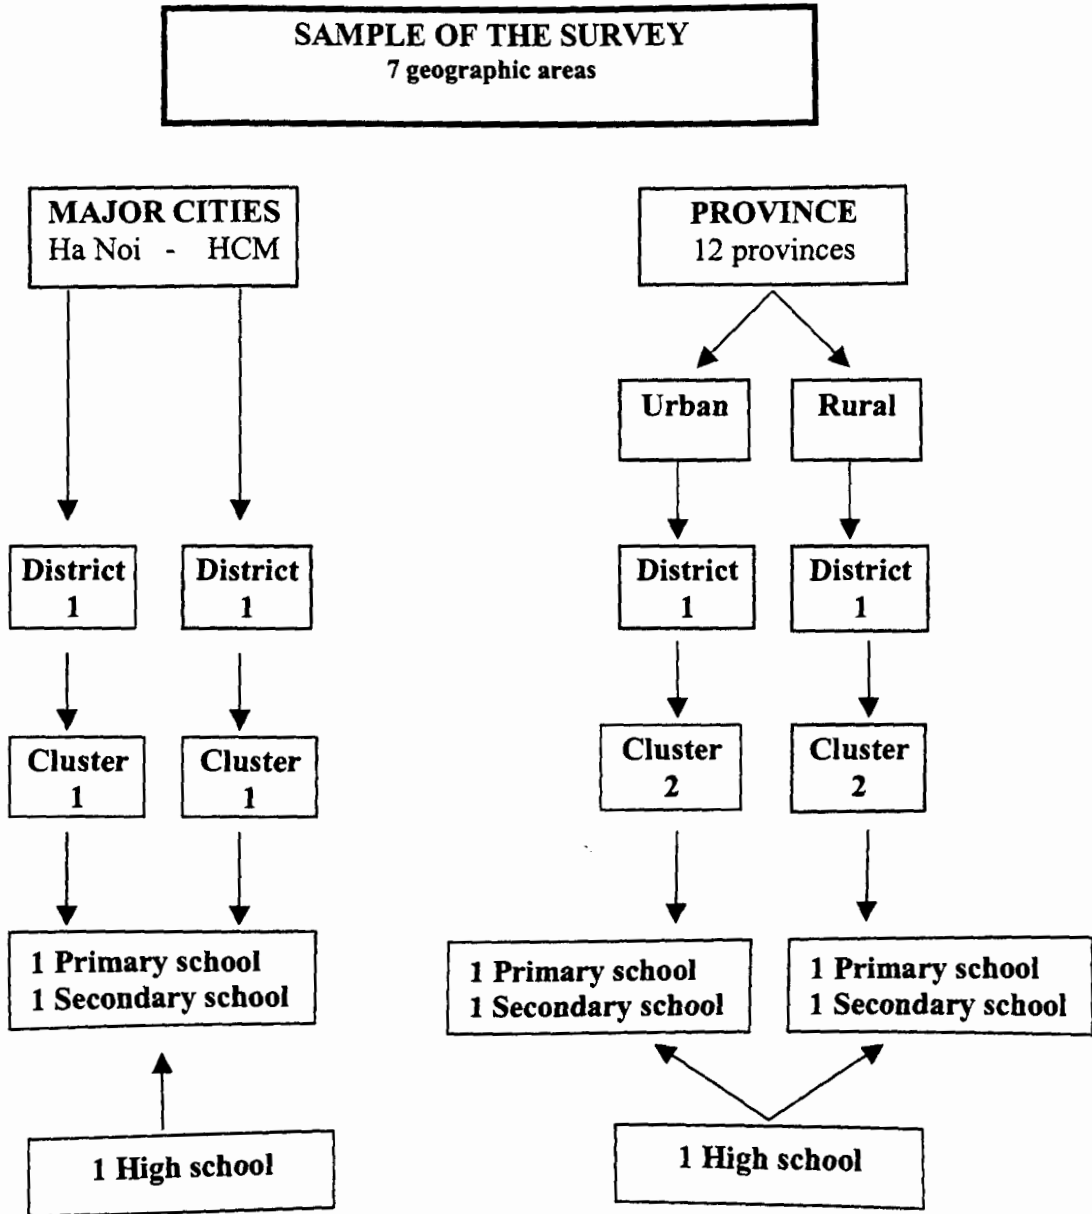 SAMPLE OF THE SURVEY
7 geographic areas
MAJOR CITIES
Ha Noi - HCM
PROVINCE
12 provinces
Urban
Rural
District
1
District
1
District
1
District
1
Cluster
1
Cluster
1
Cluster
2
Cluster
2
1 Primary school
1 Secondary school
1 Primary school
1 Secondary school
1 Primary school
1 Secondary school
1 High school
1 High school